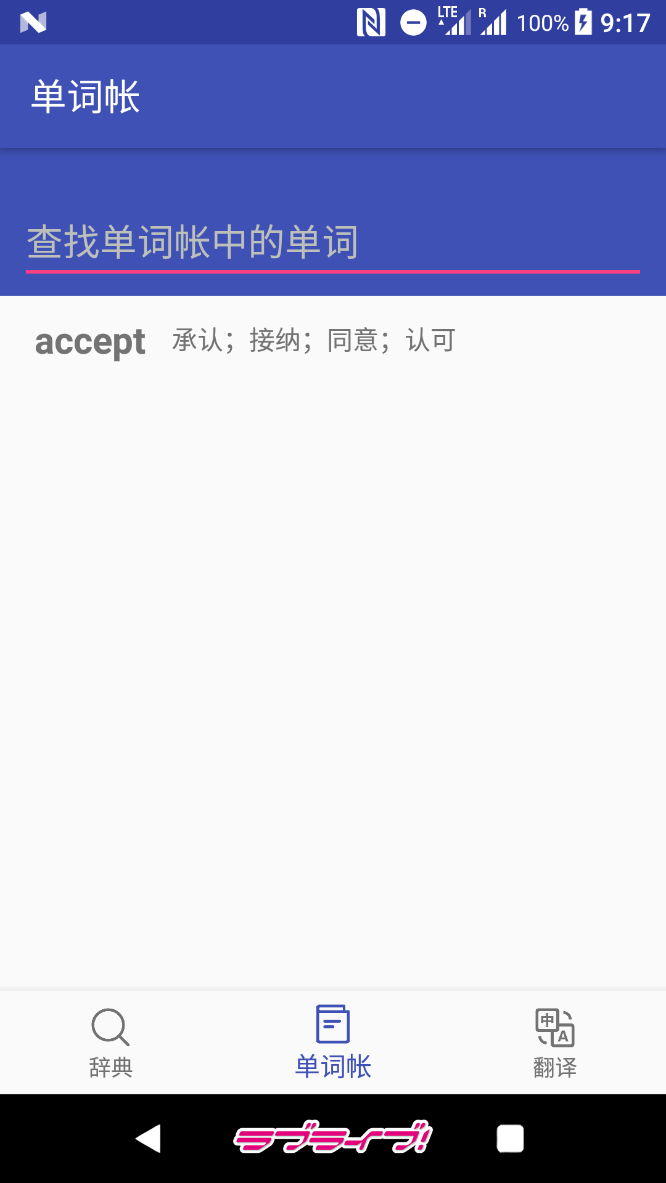 LTE R 100% 9:17
单词帐
查找单词帐中的单词
accept 承认；接纳；同意；认可
中 A
辞典 单词帐 翻译
ラブライブ!